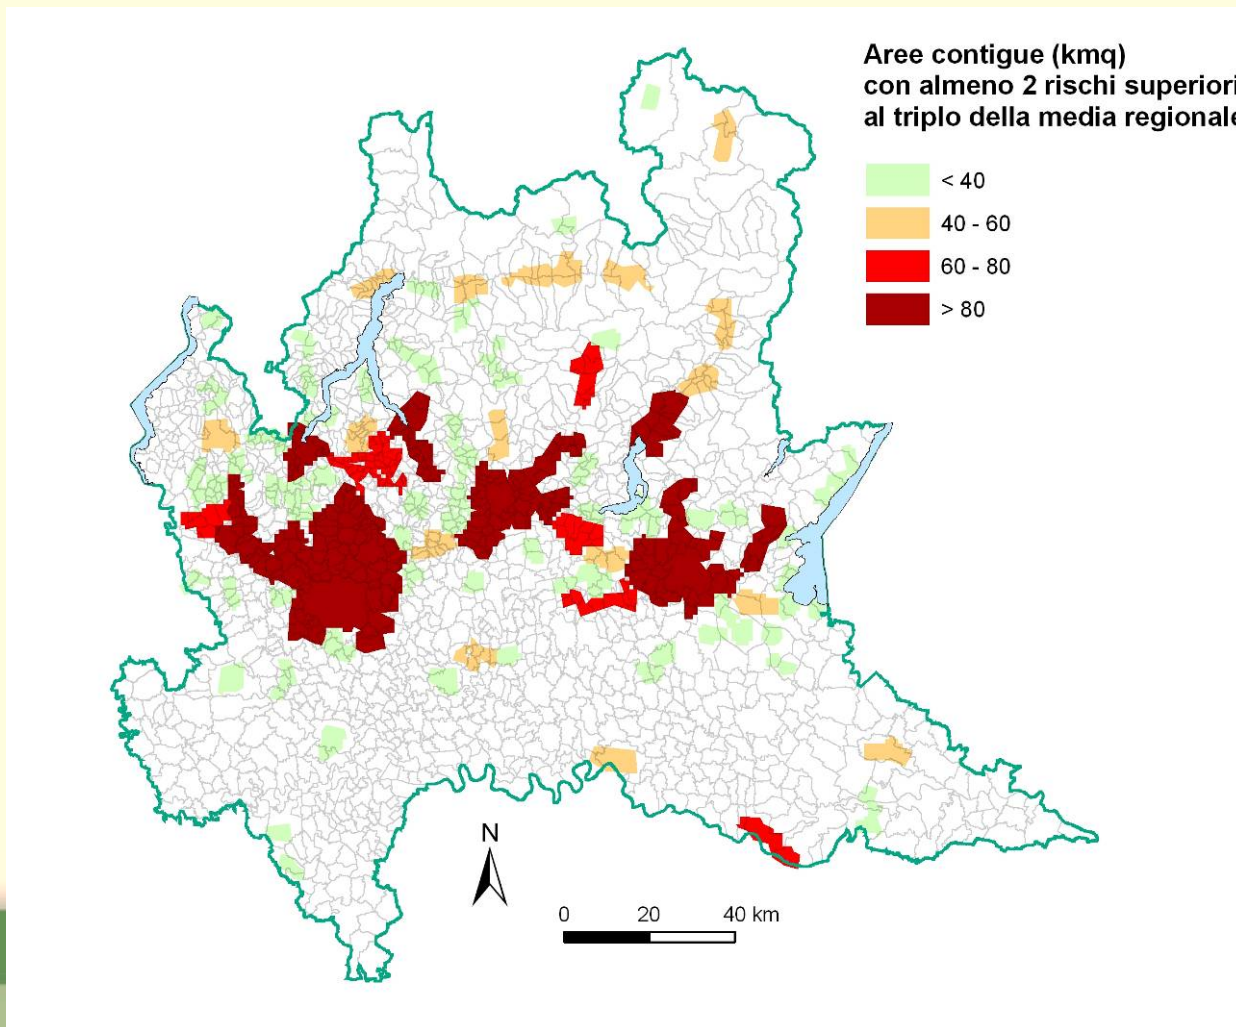 Aree contigue (kmq)
con almeno 2 rischi superiori
al triplo della media regionale
< 40
40 - 60
60 - 80
> 80
N
0 20 40 km